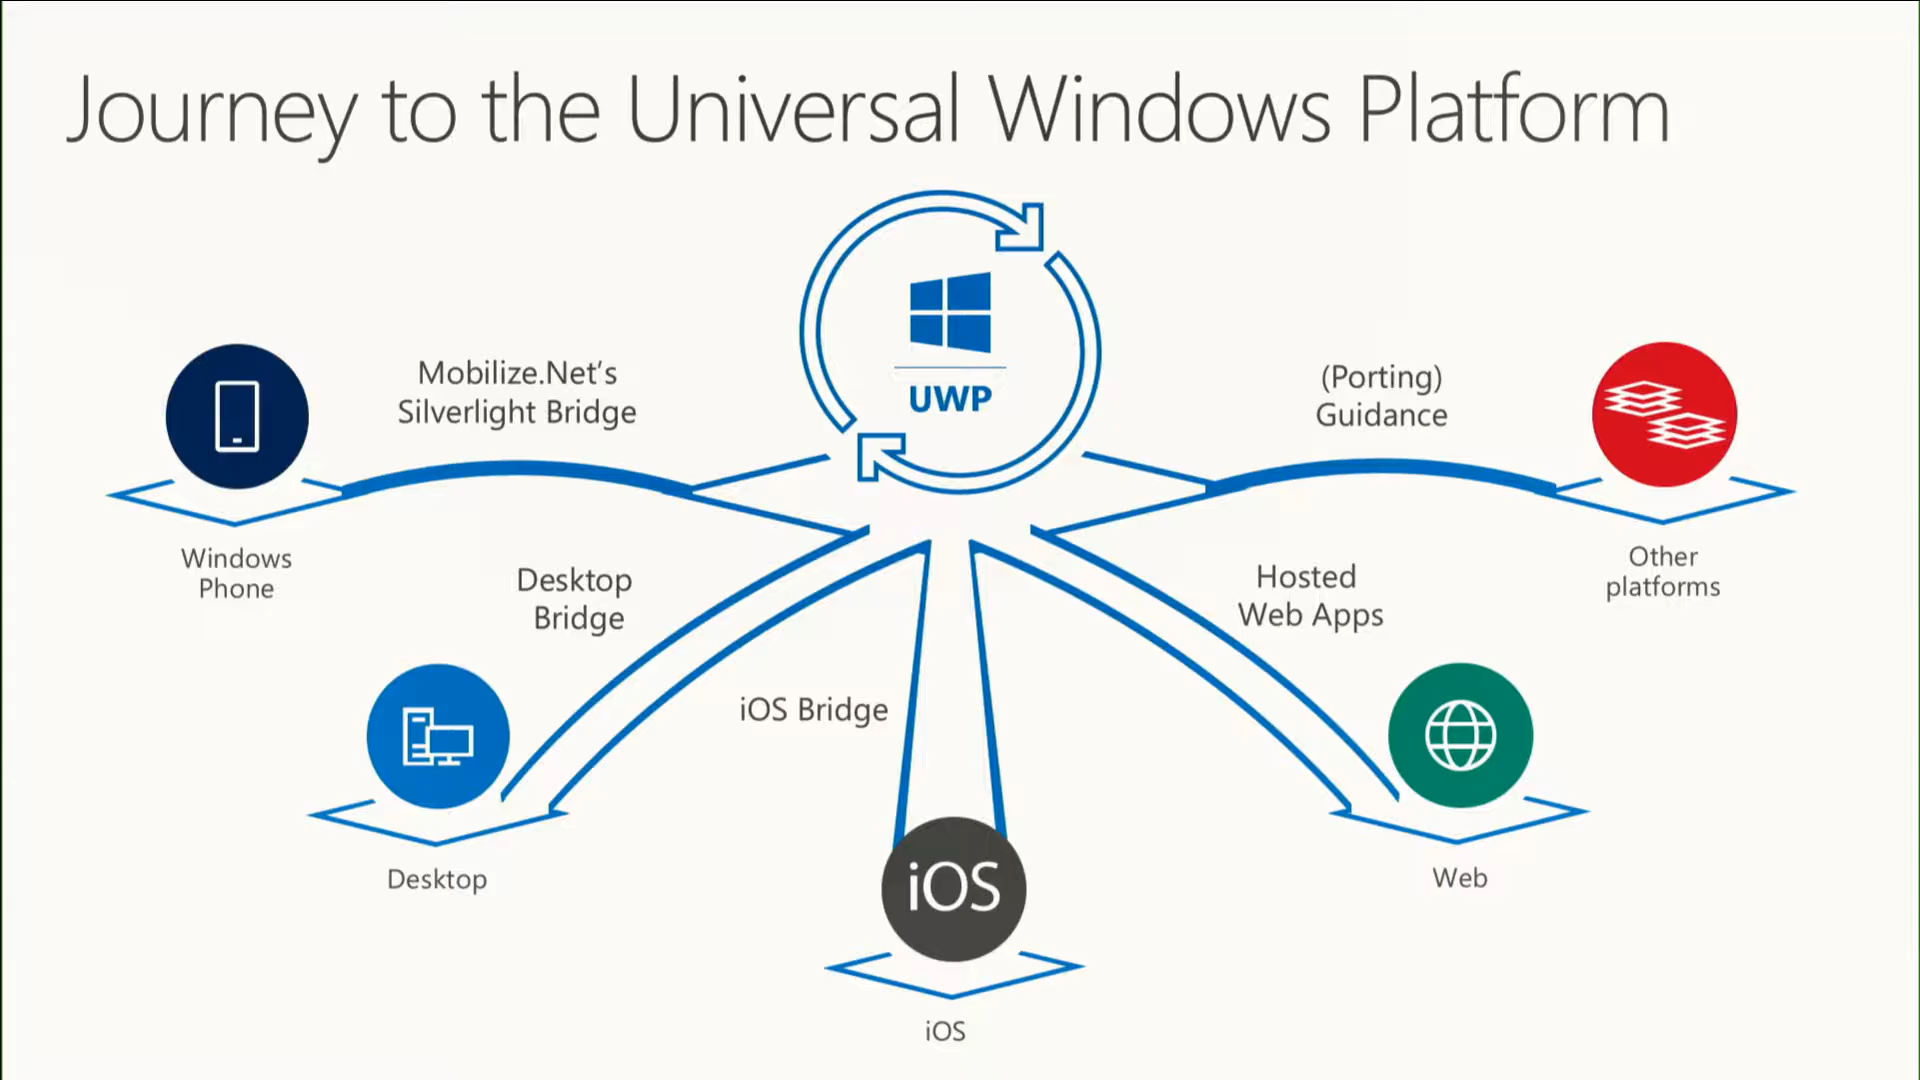 Journey to the Universal Windows Platform
UWP
Mobilize.Net's
Silverlight Bridge
(Porting)
Guidance
Windows
Phone
Other
platforms
Desktop
Bridge
Hosted
Web Apps
iOS Bridge
Desktop
iOS
Web
iOS